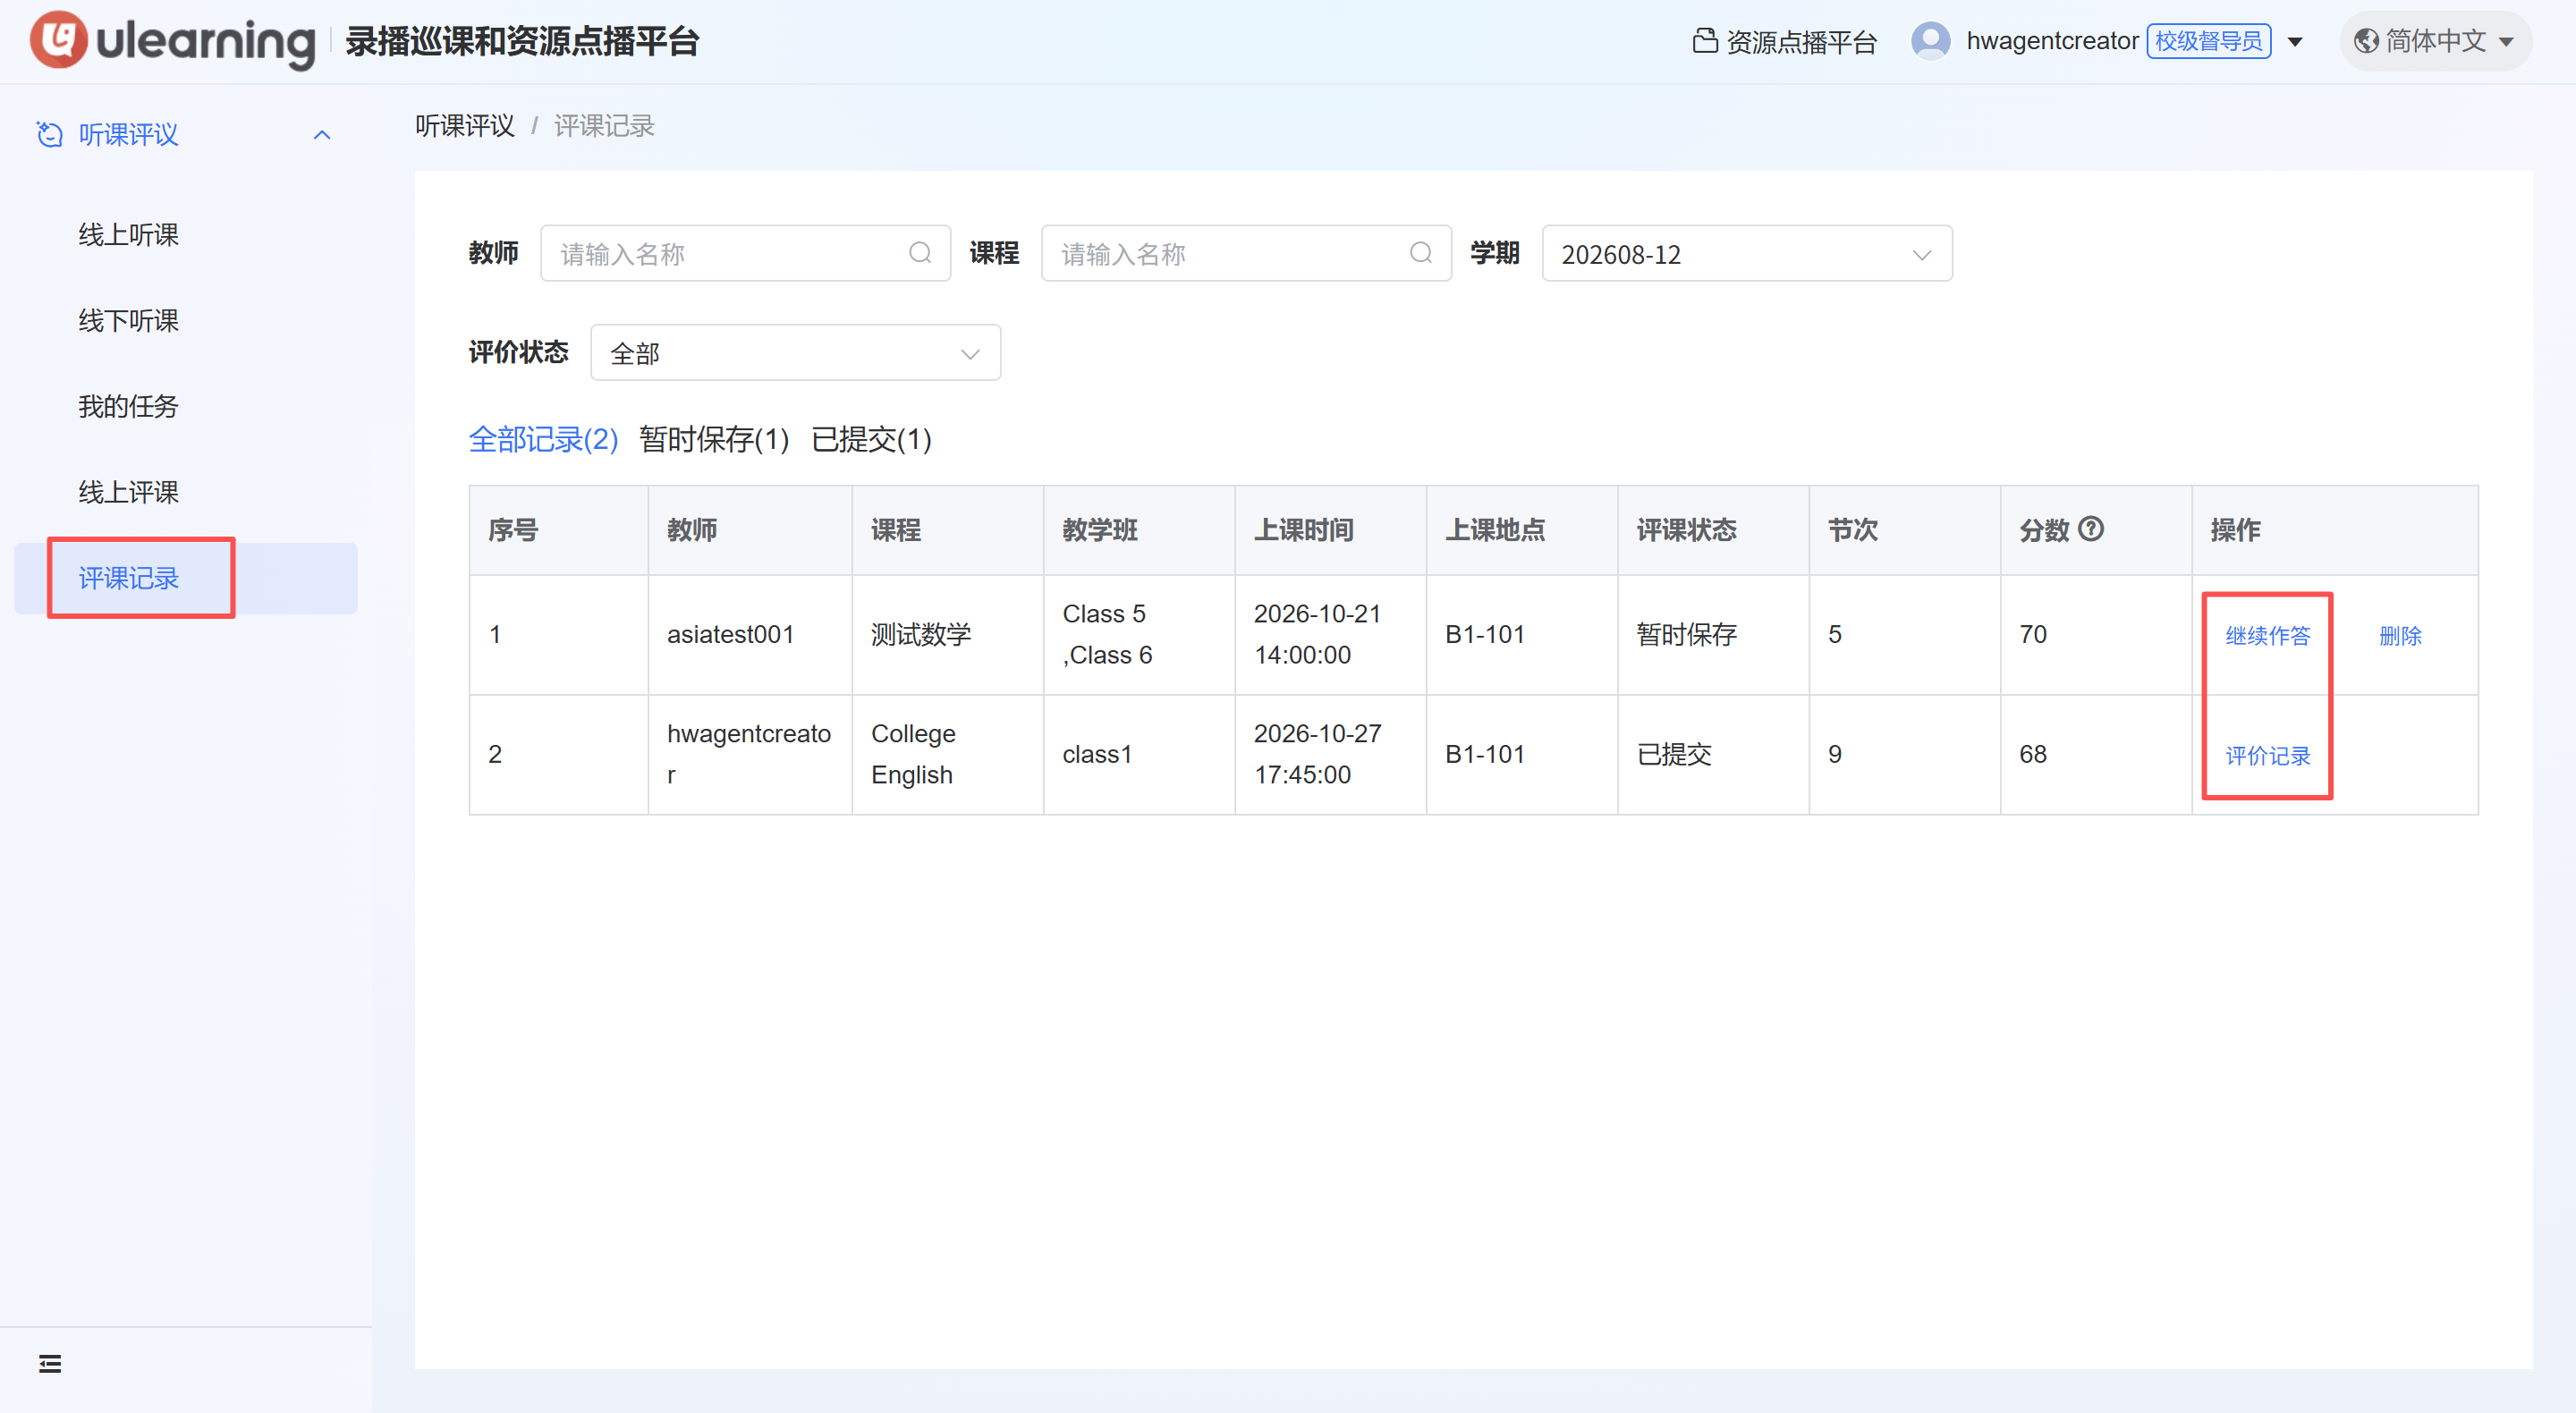 ulearning 录播巡课和资源点播平台 资源点播平台 hwagentcreator 校级督导员 简体中文
听课评议
线上听课
线下听课
我的任务
线上评课
评课记录
听课评议 / 评课记录
教师 请输入名称 课程 请输入名称 学期 202608-12
评价状态 全部
全部记录(2) 暂时保存(1) 已提交(1)
序号 教师 课程 教学班 上课时间 上课地点 评课状态 节次 分数 操作
1 asiatest001 测试数学 Class 5 ,Class 6 2026-10-21 14:00:00 B1-101 暂时保存 5 70 继续作答 删除
2 hwagentcreator College English class1 2026-10-27 17:45:00 B1-101 已提交 9 68 评价记录